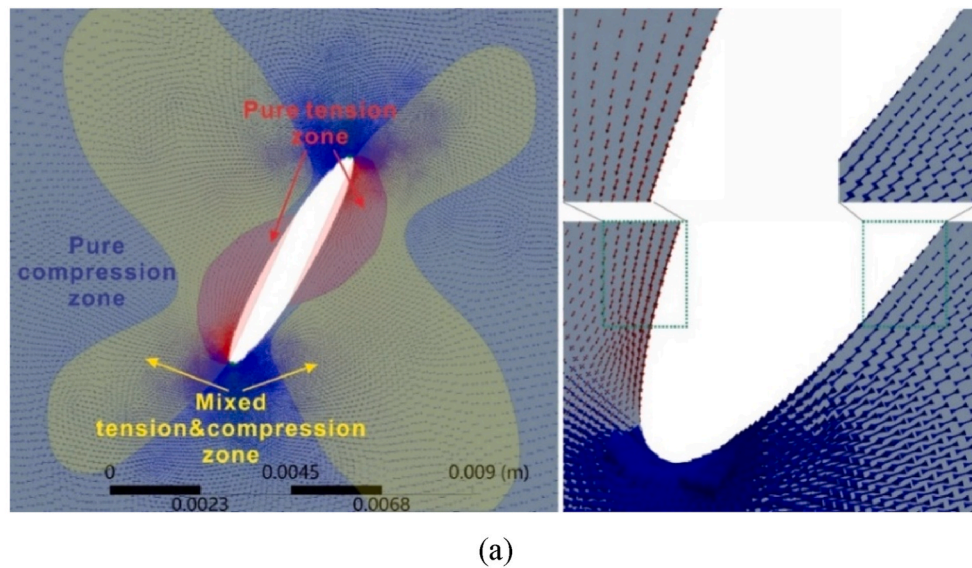 Pure tension
zone
Pure
compression
zone
Mixed
tension&compression
zone
0 0.0045 0.009 (m)
0.0023 0.0068
(a)